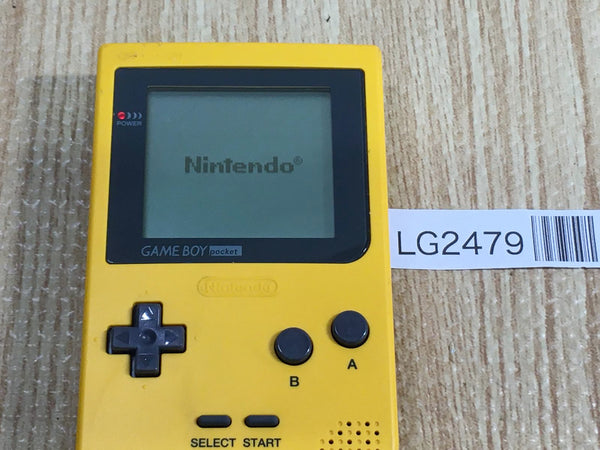 POWER
Nintendo®
GAME BOY pocket
LG2479
Nintendo
B
A
SELECT START